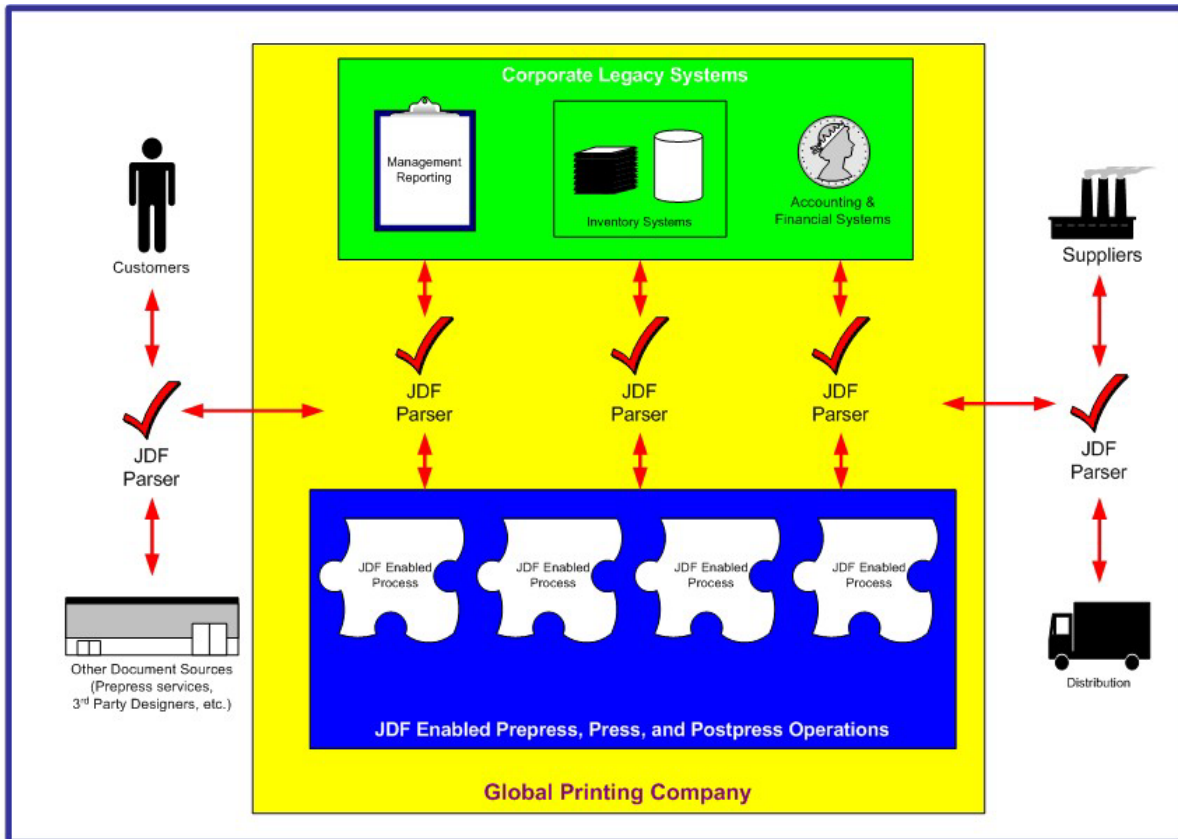 Corporate Legacy Systems
Management
Reporting
Inventory Systems
Accounting &
Financial Systems
Customers
Suppliers
JDF
Parser
JDF
Parser
JDF
Parser
JDF
Parser
JDF
Parser
JDF Enabled
Process
JDF Enabled
Process
JDF Enabled
Process
JDF Enabled
Process
Other Document Sources
(Prepress services,
3rd Party Designers, etc.)
Distribution
JDF Enabled Prepress, Press, and Postpress Operations
Global Printing Company